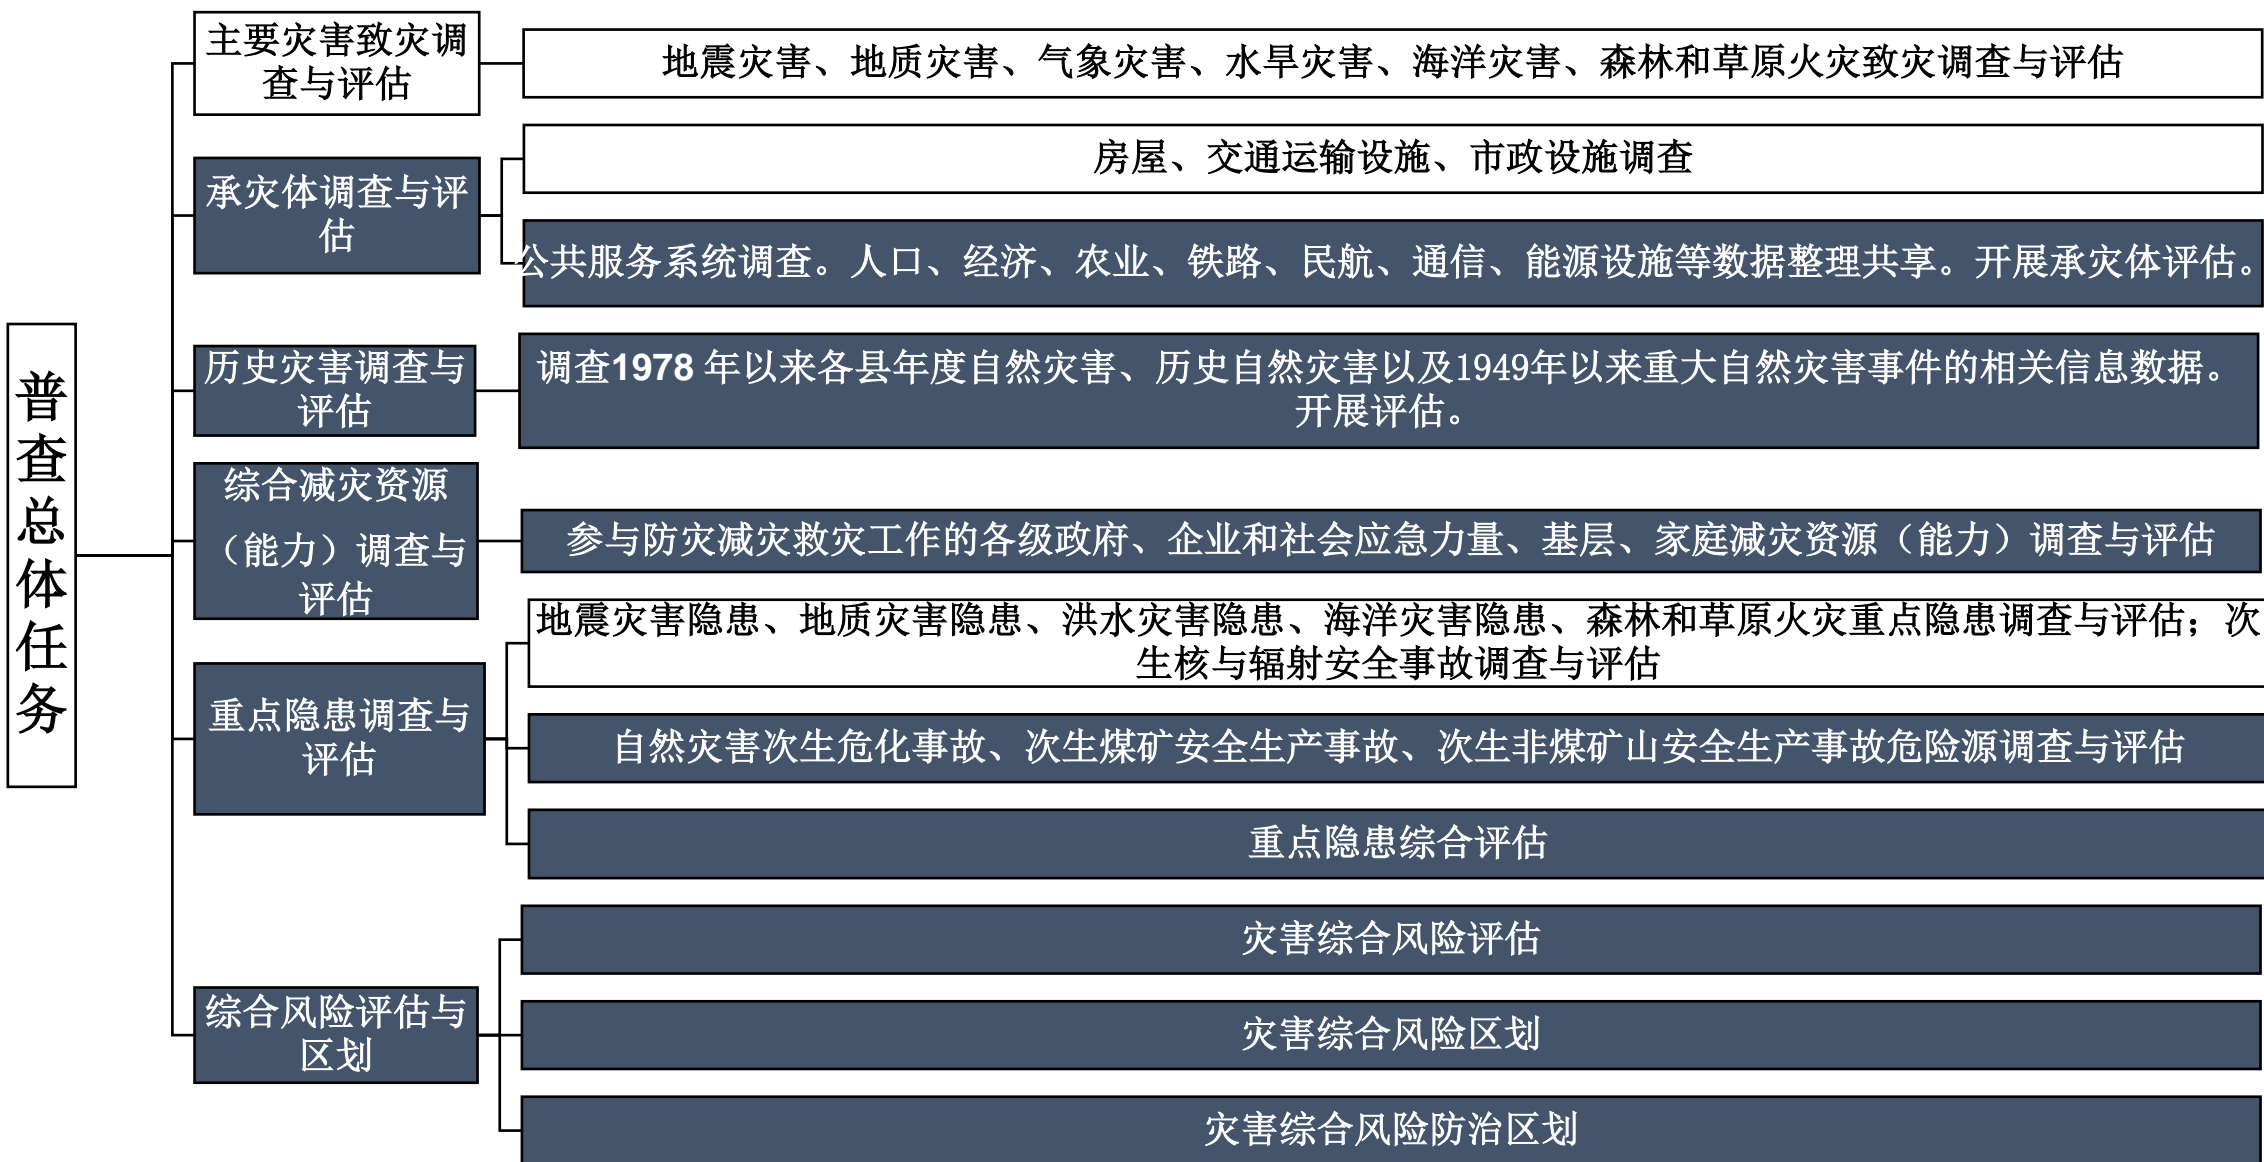 普查总体任务
主要灾害致灾调
查与评估
地震灾害、地质灾害、气象灾害、水旱灾害、海洋灾害、森林和草原火灾致灾调查与评估
承灾体调查与评
估
房屋、交通运输设施、市政设施调查
公共服务系统调查。人口、经济、农业、铁路、民航、通信、能源设施等数据整理共享。开展承灾体评估。
历史灾害调查与
评估
调查1978 年以来各县年度自然灾害、历史自然灾害以及1949年以来重大自然灾害事件的相关信息数据。
开展评估。
综合减灾资源
（能力）调查与
评估
参与防灾减灾救灾工作的各级政府、企业和社会应急力量、基层、家庭减灾资源（能力）调查与评估
重点隐患调查与
评估
地震灾害隐患、地质灾害隐患、洪水灾害隐患、海洋灾害隐患、森林和草原火灾重点隐患调查与评估；次
生核与辐射安全事故调查与评估
自然灾害次生危化事故、次生煤矿安全生产事故、次生非煤矿山安全生产事故危险源调查与评估
重点隐患综合评估
综合风险评估与
区划
灾害综合风险评估
灾害综合风险区划
灾害综合风险防治区划